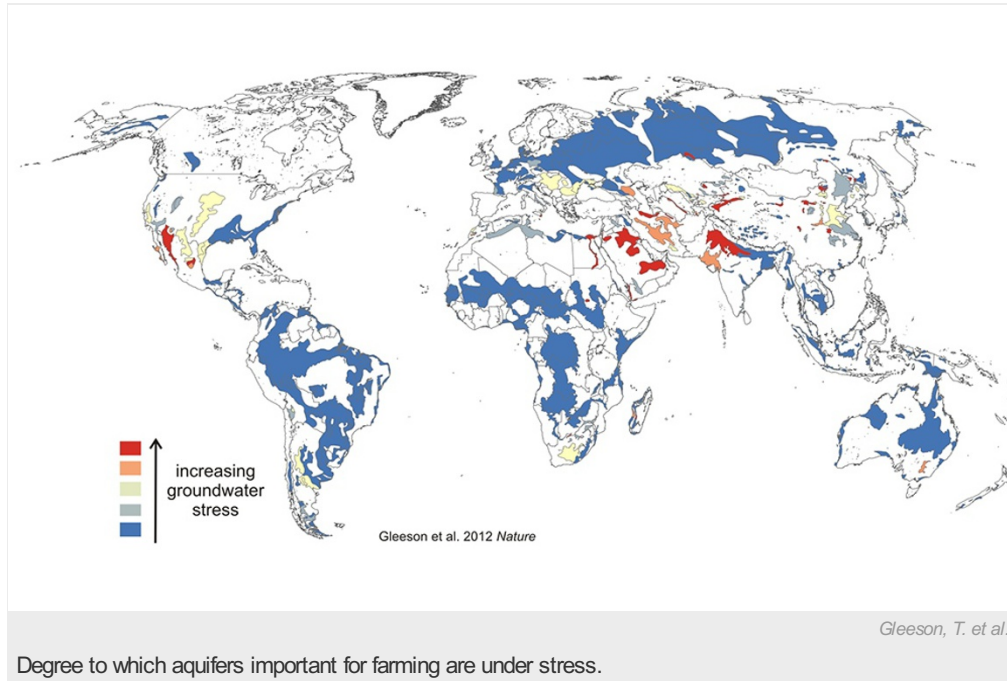 increasing
groundwater
stress
Gleeson et al. 2012 Nature
Gleeson, T. et al.
Degree to which aquifers important for farming are under stress.